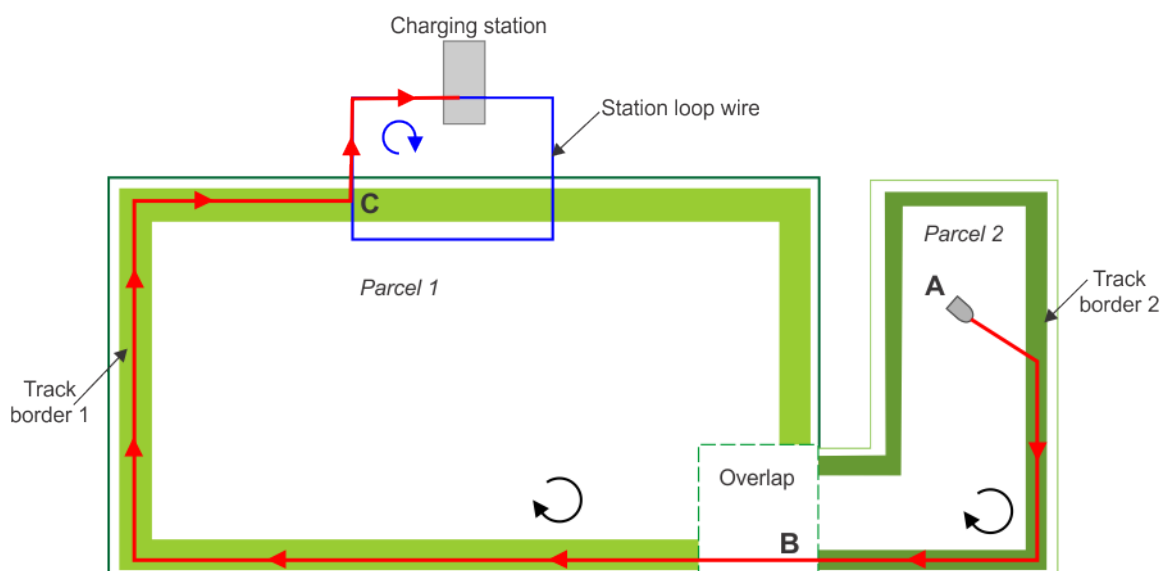 Charging station
Station loop wire
C
Parcel 2
A
Parcel 1
Track
border 2
Track
border 1
Overlap
B